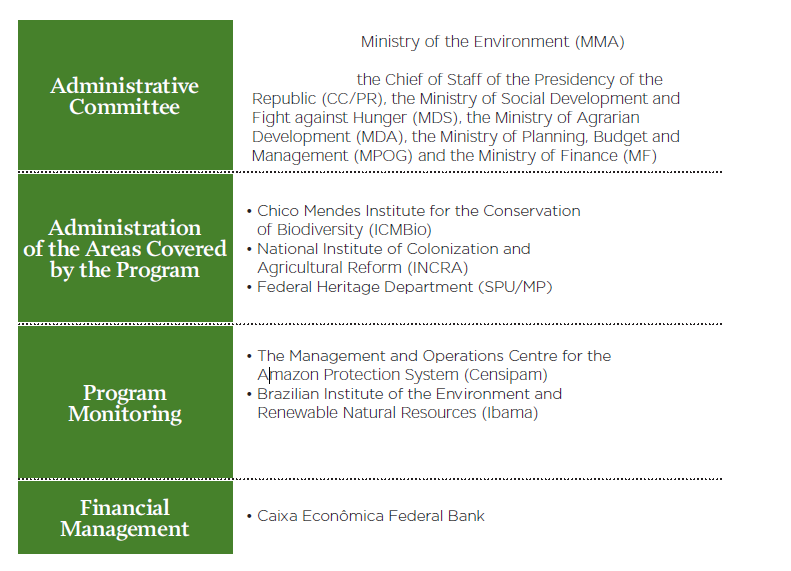 Administrative
Committee
Ministry of the Environment (MMA)
the Chief of Staff of the Presidency of the
Republic (CC/PR), the Ministry of Social Development and
Fight against Hunger (MDS), the Ministry of Agrarian
Development (MDA), the Ministry of Planning, Budget and
Management (MPOG) and the Ministry of Finance (MF)
Administration
of the Areas Covered
by the Program
• Chico Mendes Institute for the Conservation
of Biodiversity (ICMBio)
• National Institute of Colonization and
Agricultural Reform (INCRA)
• Federal Heritage Department (SPU/MP)
Program
Monitoring
• The Management and Operations Centre for the
Amazon Protection System (Censipam)
• Brazilian Institute of the Environment and
Renewable Natural Resources (Ibama)
Financial
Management
• Caixa Econômica Federal Bank